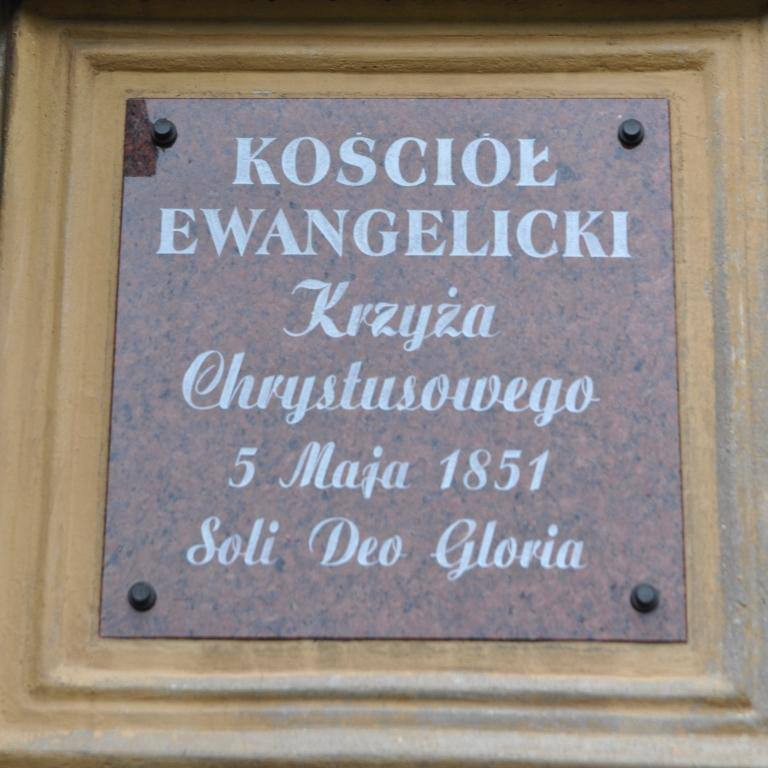 KOŚCIÓŁ
EWANGELICKI
Krzyża
Chrystusowego
5 Maja 1851
Soli Deo Gloria